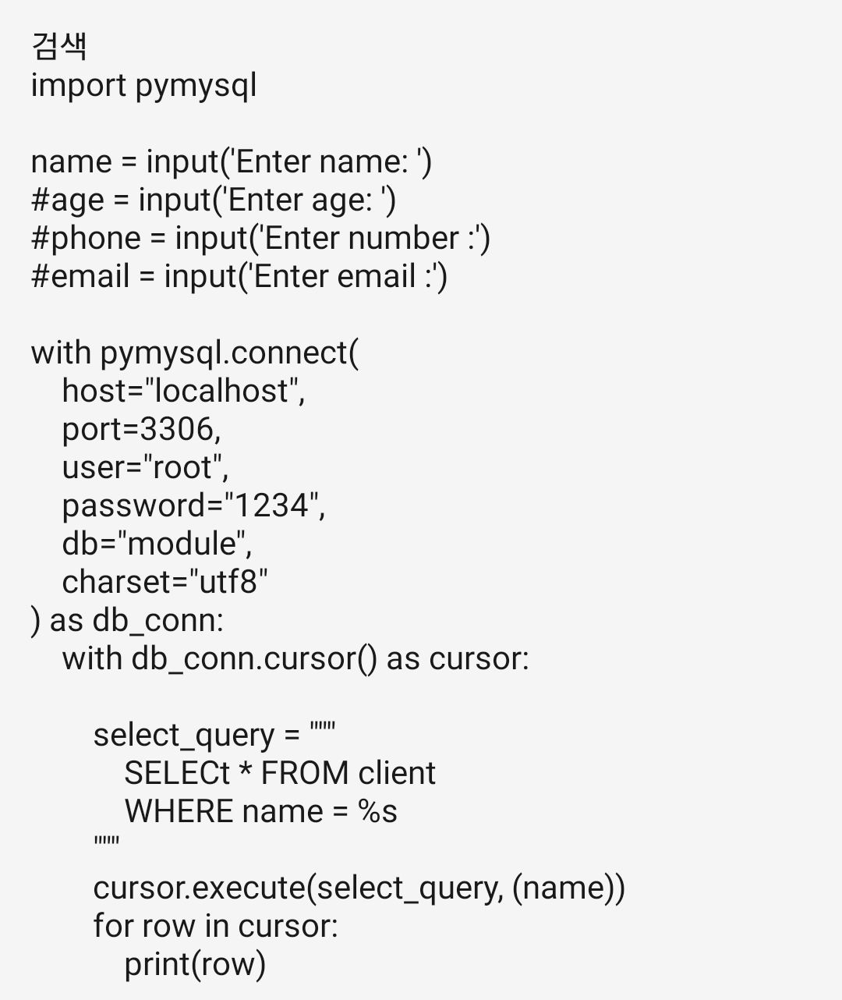 검색
import pymysql

name = input('Enter name: ')
#age = input('Enter age: ')
#phone = input('Enter number :')
#email = input('Enter email :')

with pymysql.connect(
    host="localhost",
    port=3306,
    user="root",
    password="1234",
    db="module",
    charset="utf8"
) as db_conn:
    with db_conn.cursor() as cursor:

        select_query = """
            SELECt * FROM client
            WHERE name = %s
        """
        cursor.execute(select_query, (name))
        for row in cursor:
            print(row)